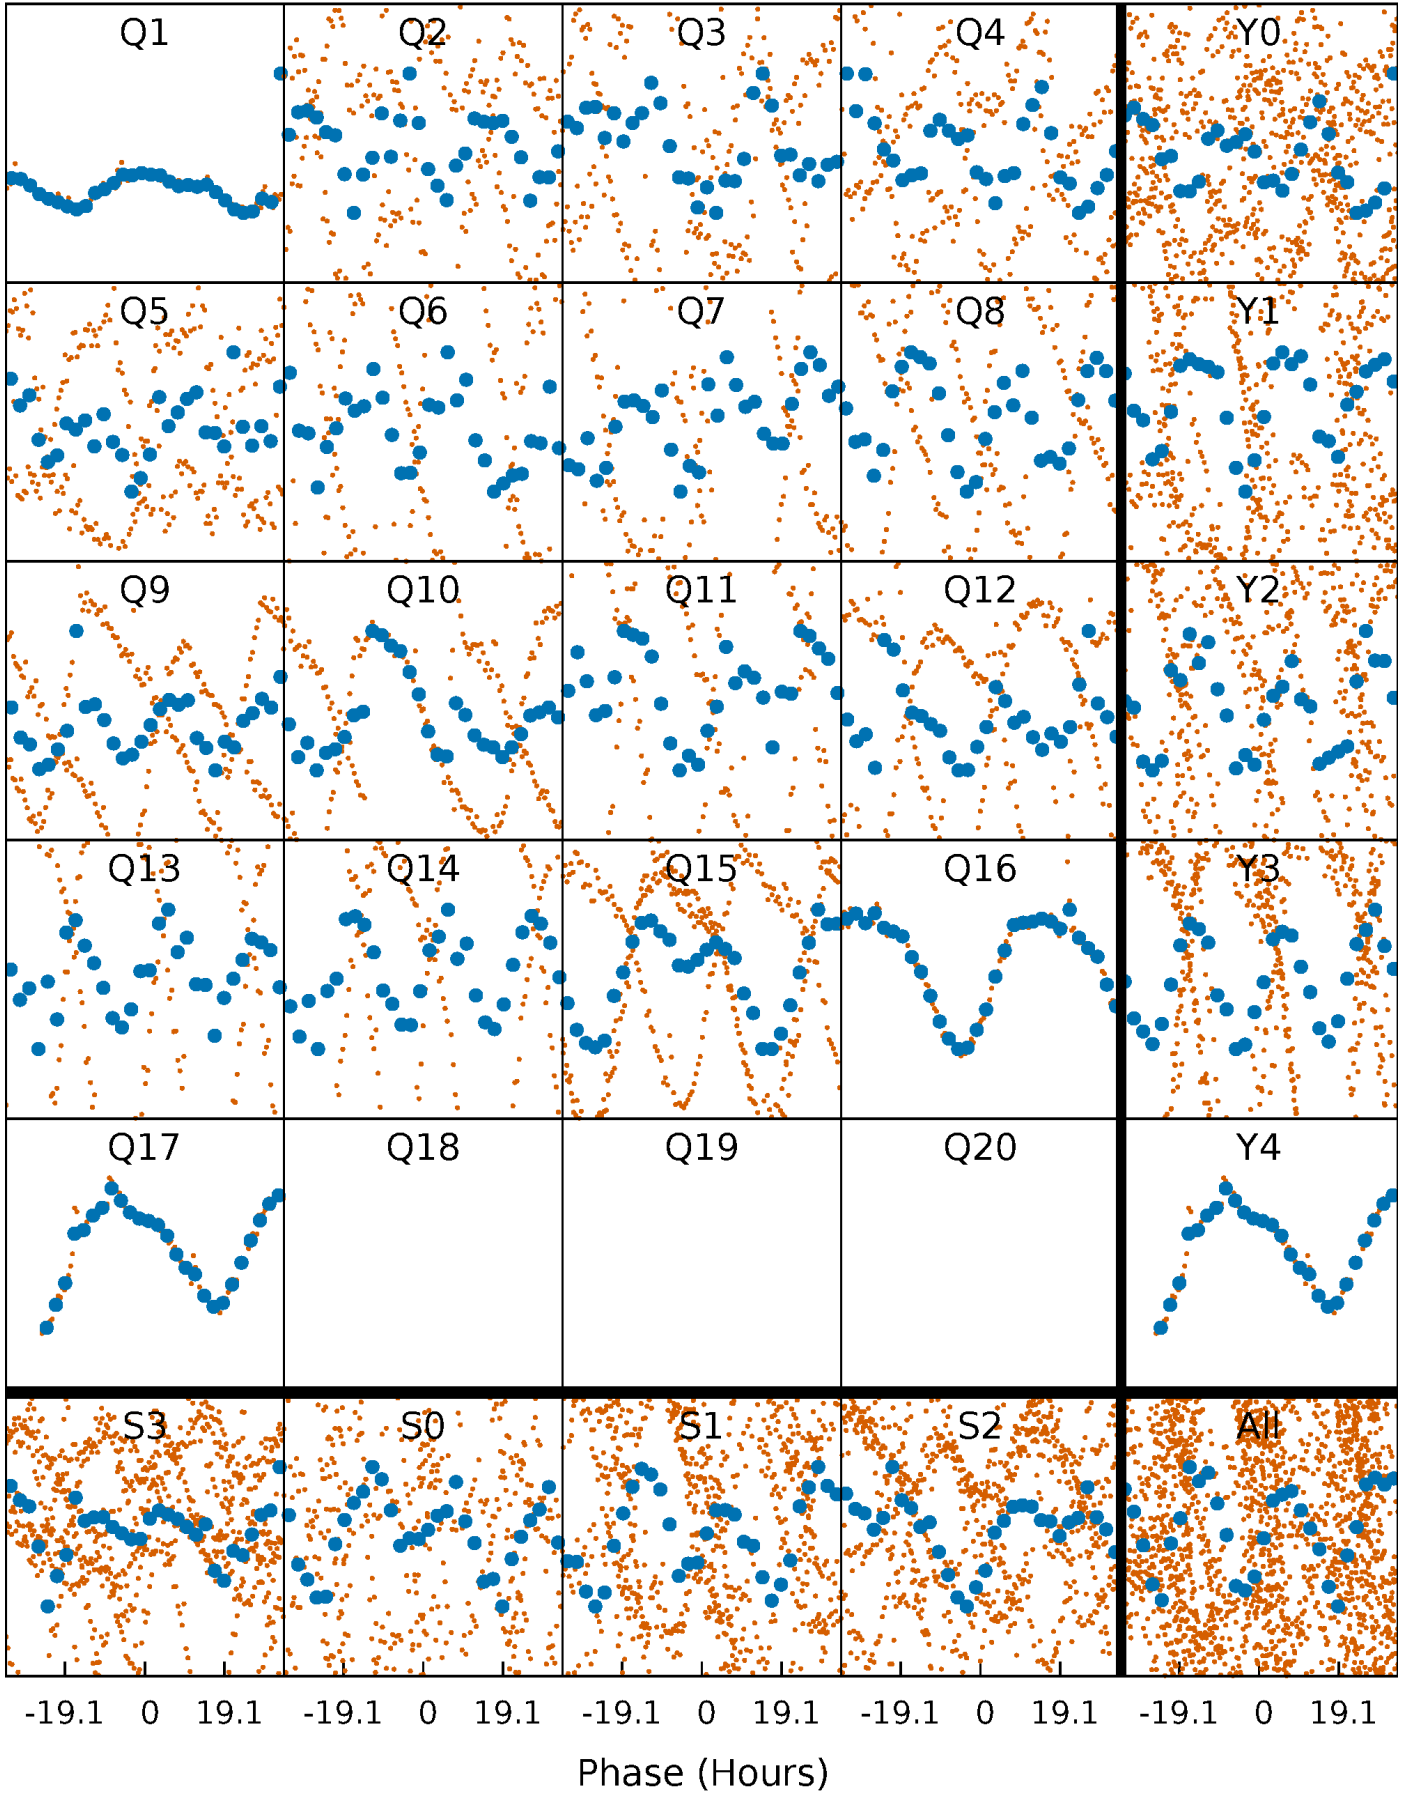 Q1 Q2 Q3 Q4 Y0
Q5 Q6 Q7 Q8 Y1
Q9 Q10 Q11 Q12 Y2
Q13 Q14 Q15 Q16 Y3
Q17 Q18 Q19 Q20 Y4
S3 S0 S1 S2 All
-19.1 0 19.1 -19.1 0 19.1 -19.1 0 19.1 -19.1 0 19.1 -19.1 0 19.1
Phase (Hours)